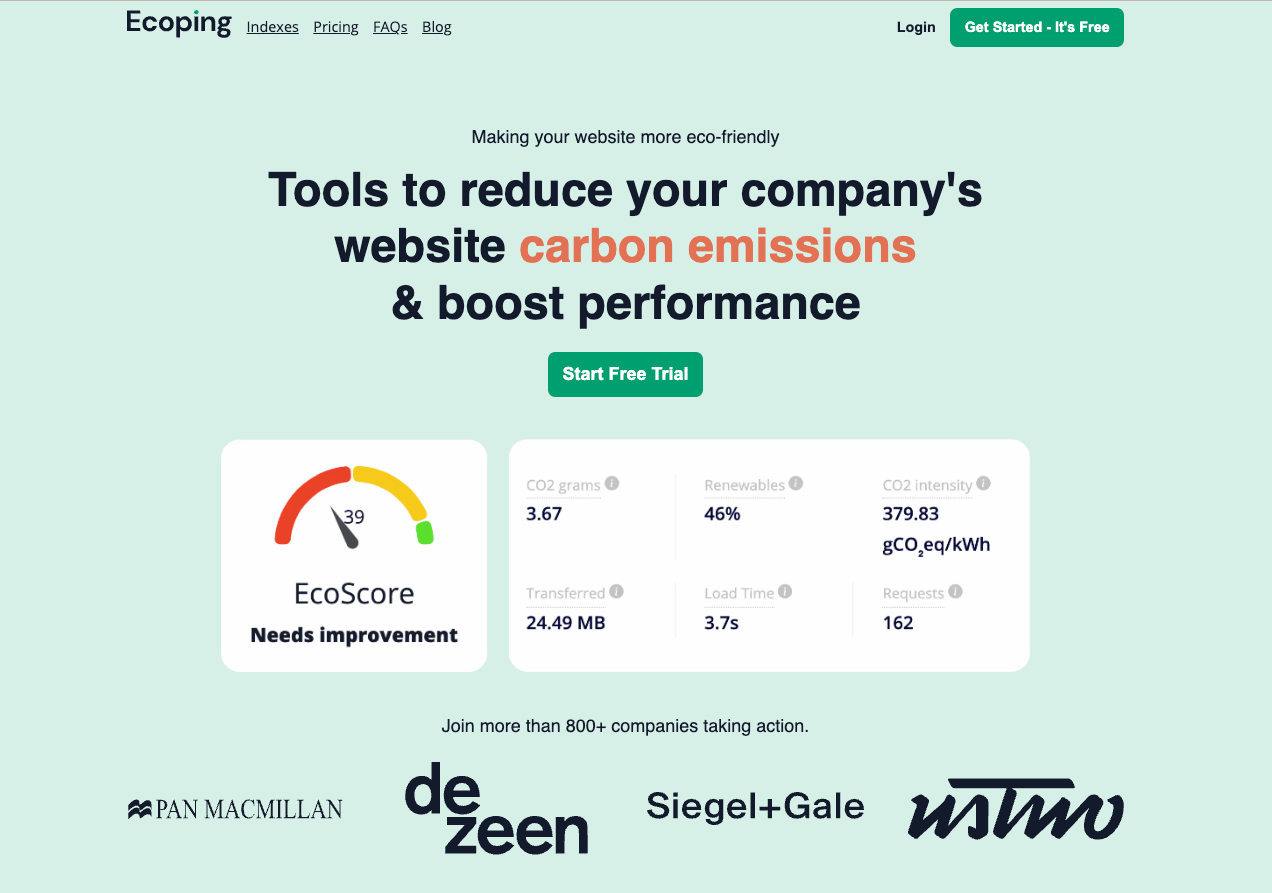 Ecoping
Indexes
Pricing
FAQs
Blog
Login
Get Started - It's Free
Making your website more eco-friendly
Tools to reduce your company's
website carbon emissions
& boost performance
Start Free Trial
39
EcoScore
Needs improvement
CO2 grams
3.67
Renewables
46%
CO2 intensity
379.83
gCO₂eq/kWh
Transferred
24.49 MB
Load Time
3.7s
Requests
162
Join more than 800+ companies taking action.
PAN MACMILLAN
de
zeen
Siegel+Gale
ustwo